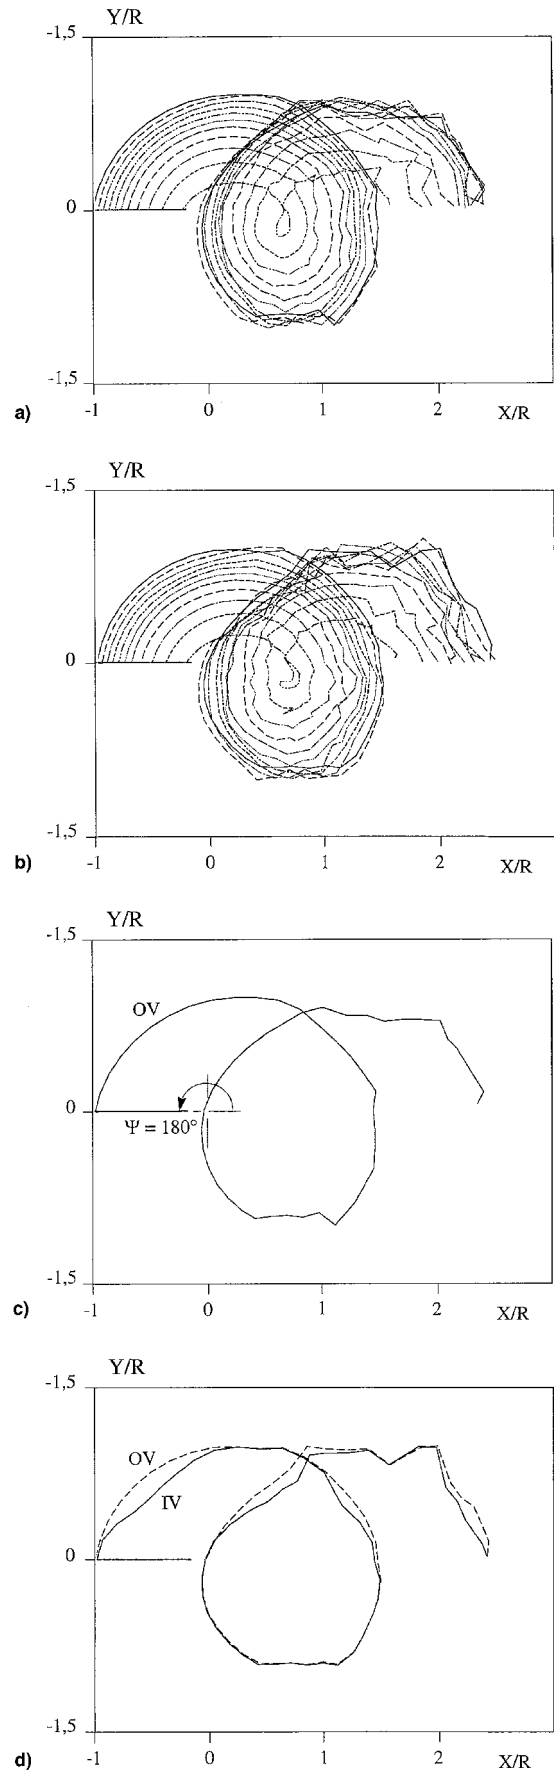 Y/R
-1,5
0
-1,5
-1 0 1 2 X/R
a)
Y/R
-1,5
0
-1,5
-1 0 1 2 X/R
b)
Y/R
-1,5
OV
0
Ψ = 180°
-1,5
-1 0 1 2 X/R
c)
Y/R
-1,5
OV
IV
0
-1,5
-1 0 1 2 X/R
d)